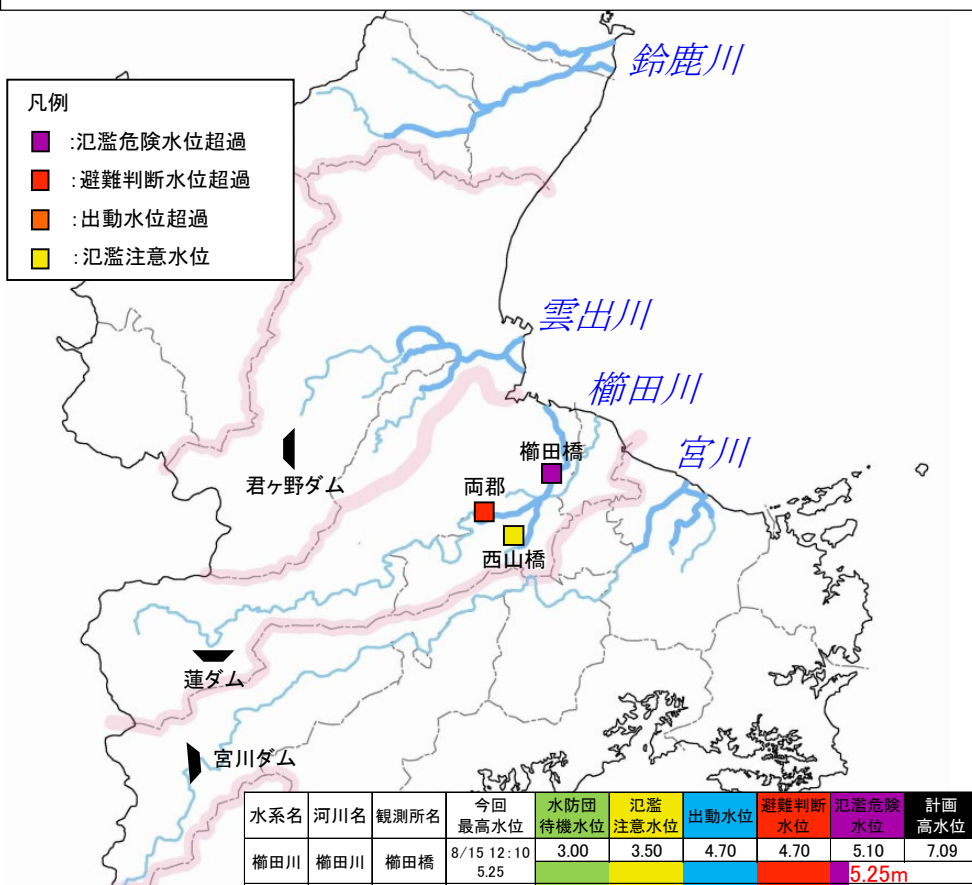 鈴鹿川
凡例
:氾濫危険水位超過
:避難判断水位超過
:出動水位超過
:氾濫注意水位
雲出川
櫛田川
宮川
櫛田橋
君ヶ野ダム
両郡
西山橋
蓮ダム
宮川ダム
水系名 河川名 観測所名 今回最高水位 水防団待機水位 氾濫注意水位 出動水位 避難判断水位 氾濫危険水位 計画高水位
櫛田川 櫛田川 櫛田橋 8/15 12:10 5.25 3.00 3.50 4.70 4.70 5.10 7.09
5.25m